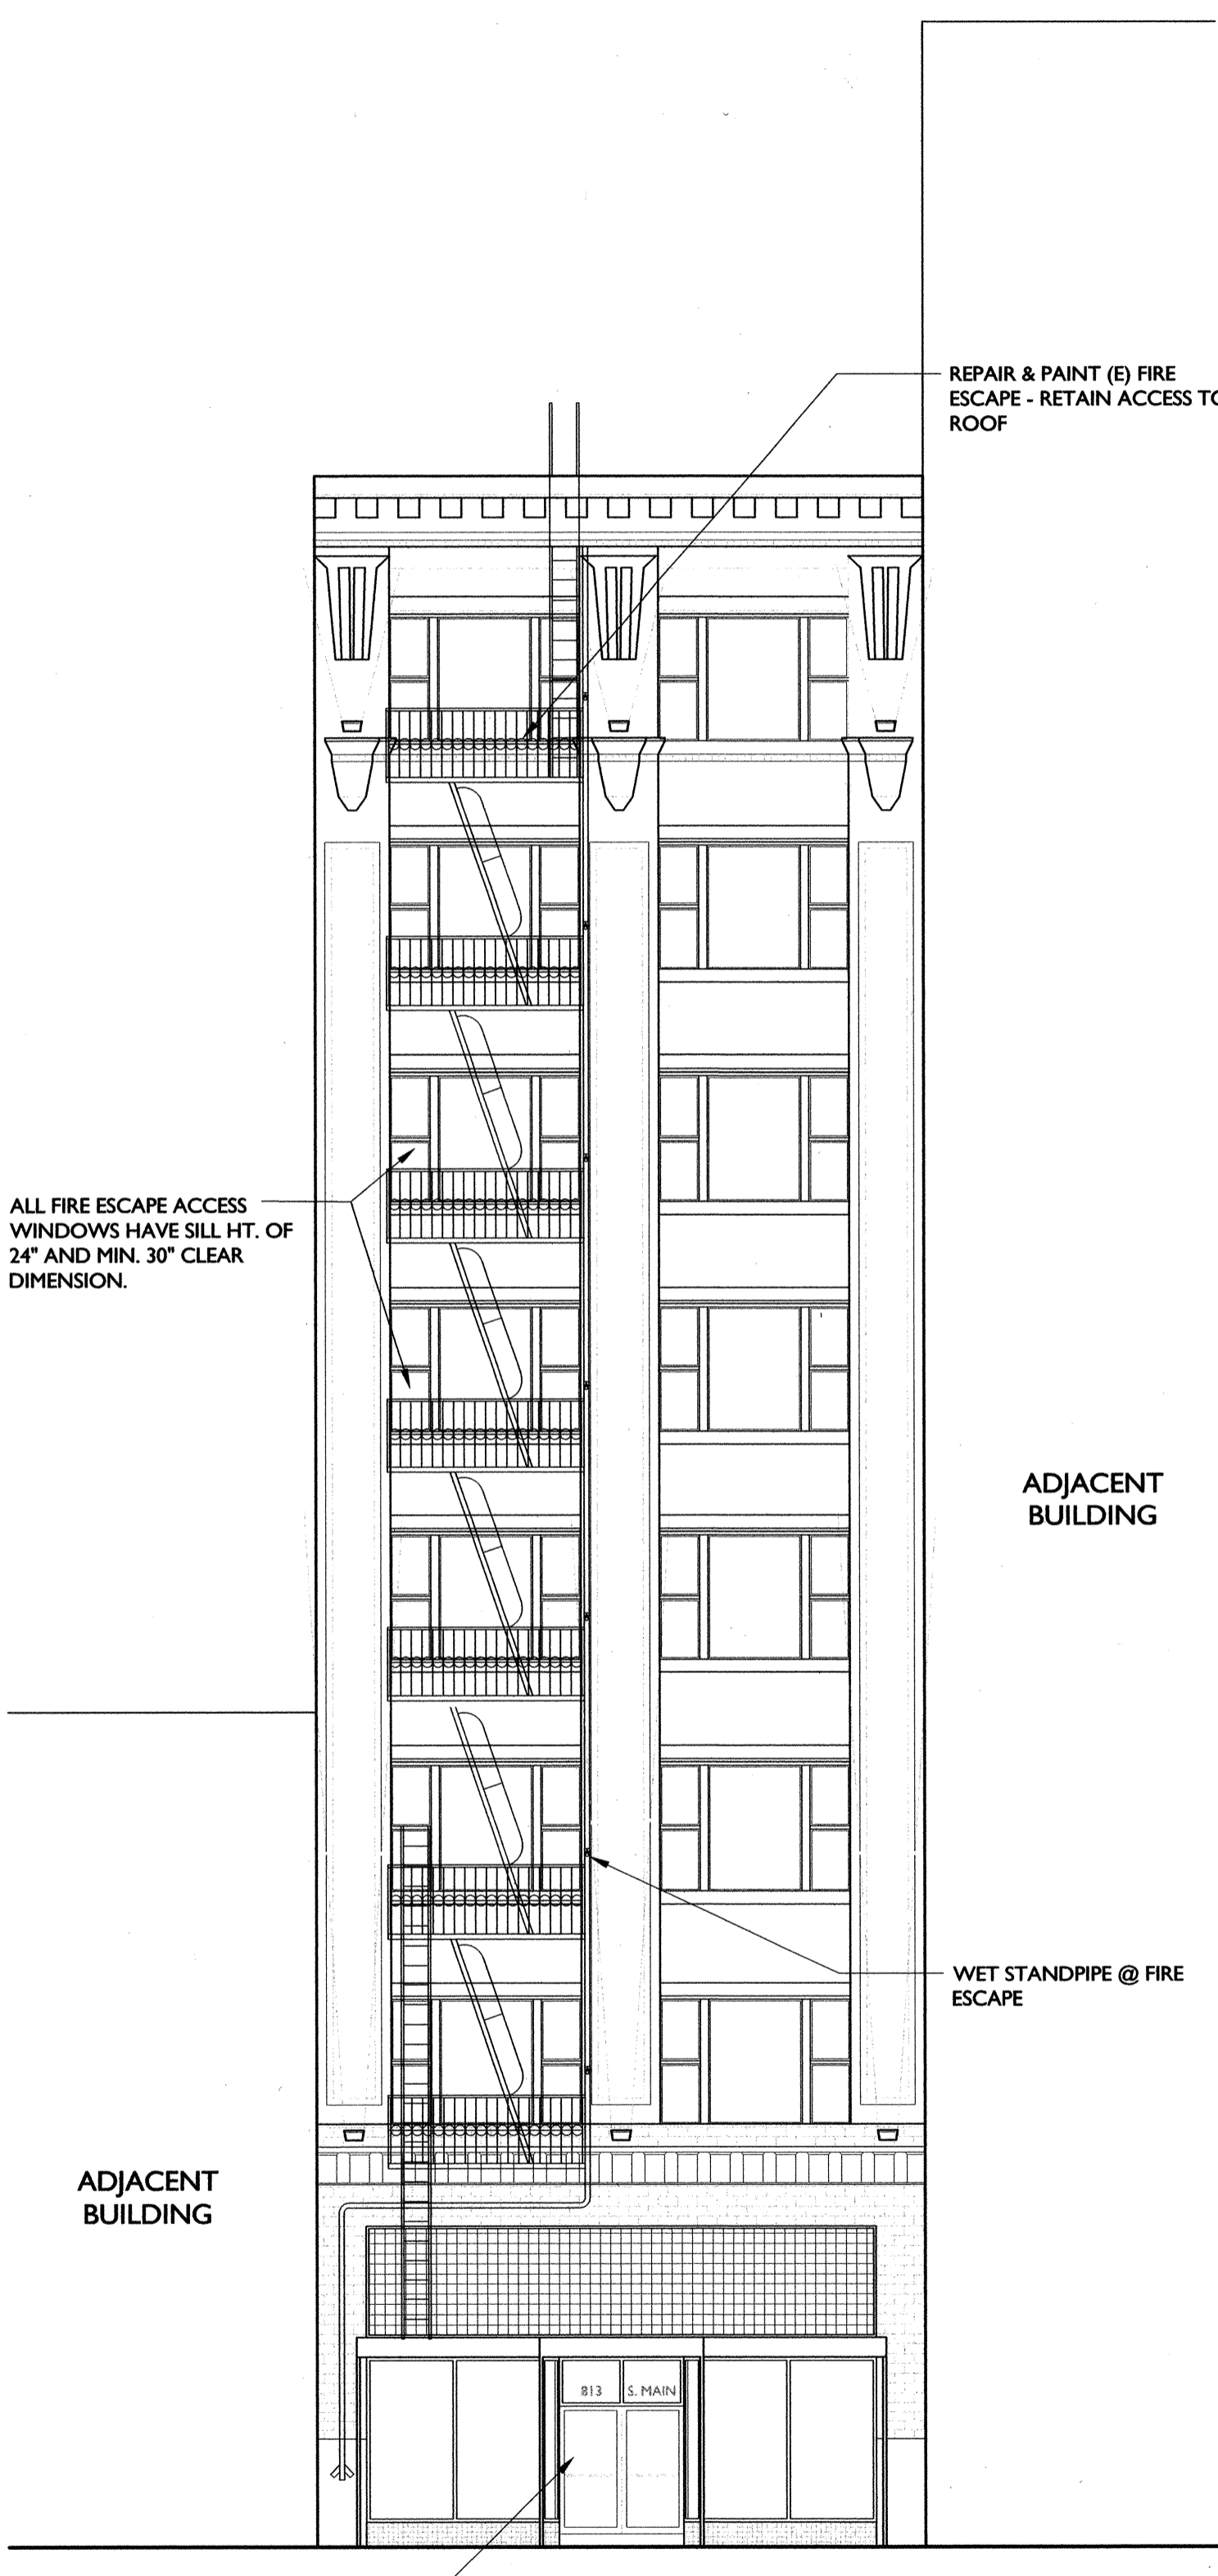 REPAIR & PAINT (E) FIRE
ESCAPE - RETAIN ACCESS TO
ROOF
ALL FIRE ESCAPE ACCESS
WINDOWS HAVE SILL HT. OF
24" AND MIN. 30" CLEAR
DIMENSION.
ADJACENT
BUILDING
WET STANDPIPE @ FIRE
ESCAPE
ADJACENT
BUILDING
813 S. MAIN